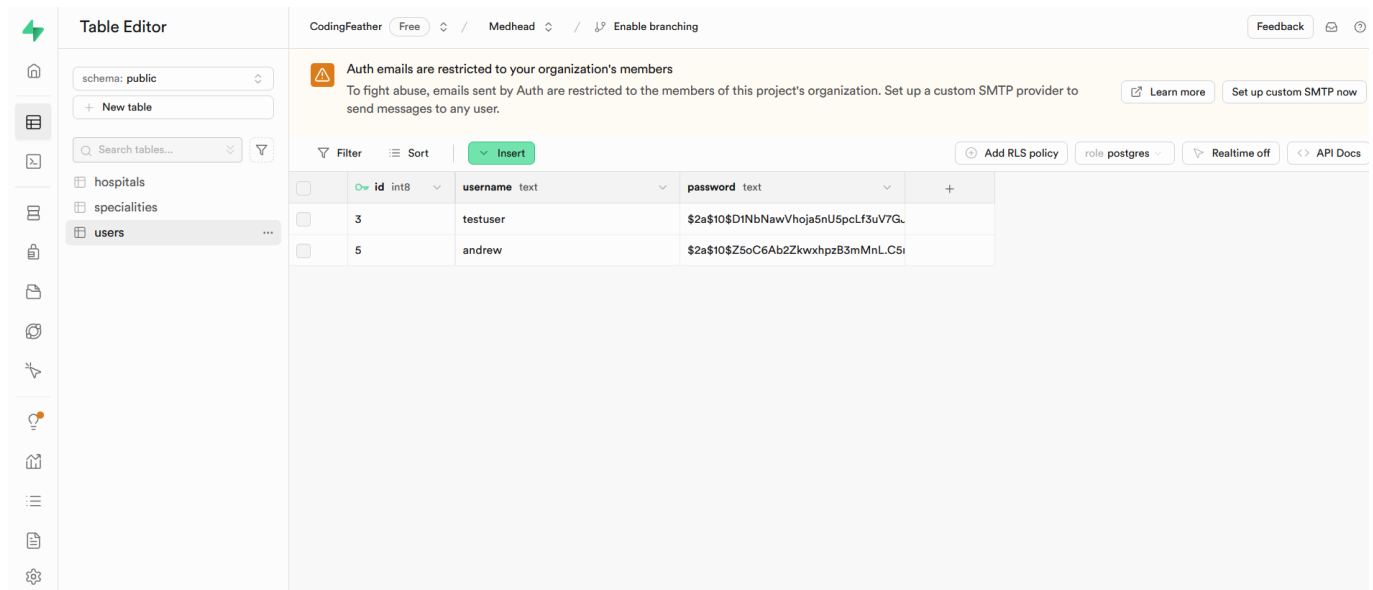 Table Editor
CodingFeather Free / Medhead / Enable branching
Feedback
schema: public
New table
Search tables...
hospitals
specialities
users
Auth emails are restricted to your organization's members
To fight abuse, emails sent by Auth are restricted to the members of this project's organization. Set up a custom SMTP provider to
send messages to any user.
Learn more
Set up custom SMTP now
Filter Sort Insert
Add RLS policy role postgres Realtime off API Docs
id int8 username text password text
3 testuser $2a$10$D1NbNawVhoja5nU5pcLf3uV7GJ
5 andrew $2a$10$Z5oC6Ab2ZkwxhpzB3mMnL.C5